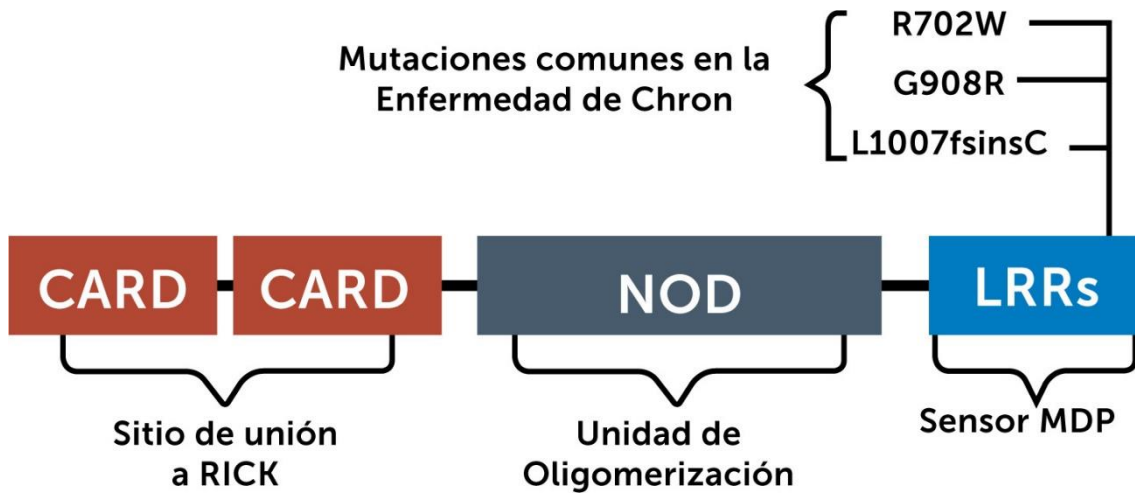 Mutaciones comunes en la
Enfermedad de Chron
R702W
G908R
L1007fsinsC
CARD
CARD
NOD
LRRs
Sitio de unión
a RICK
Unidad de
Oligomerización
Sensor MDP